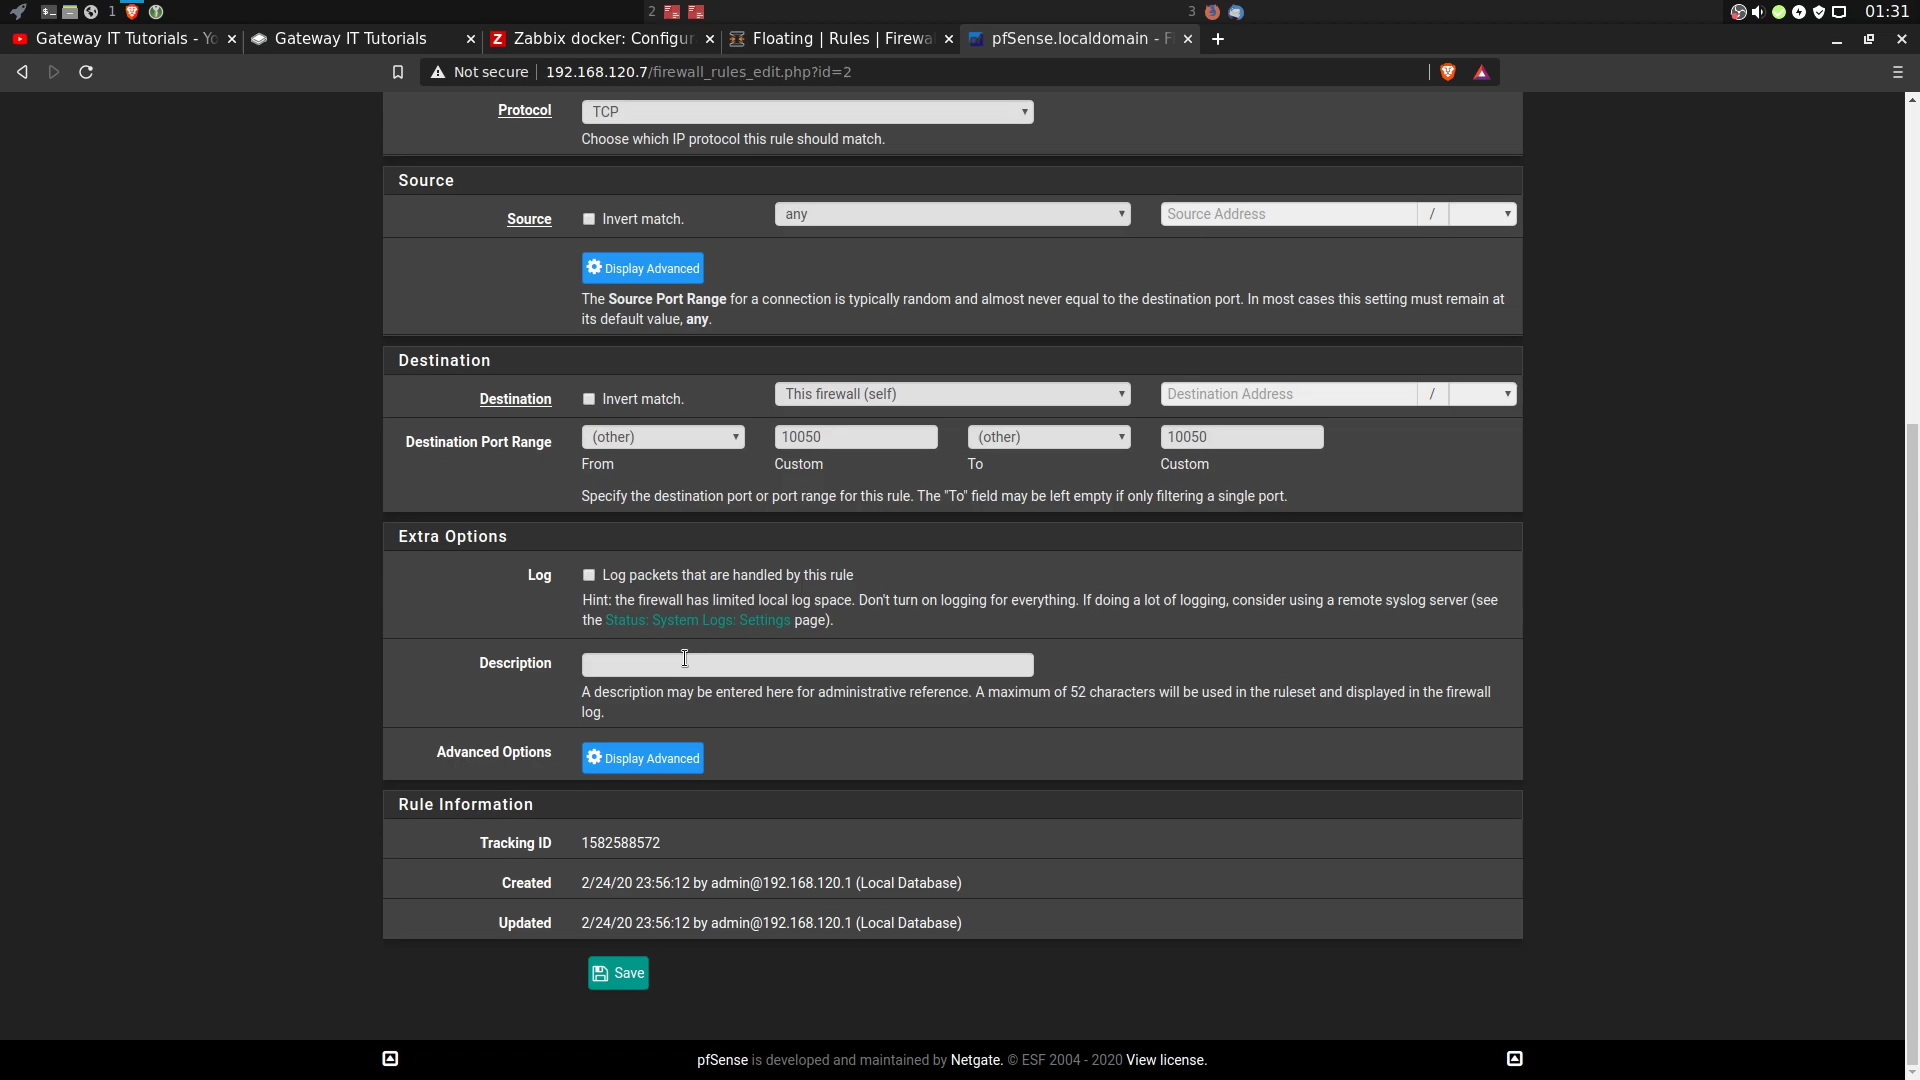 1
2
3
01:31
Gateway IT Tutorials - Yo
Gateway IT Tutorials
Zabbix docker: Configur
Floating | Rules | Firewa
pfSense.localdomain - Fi
Not secure
192.168.120.7/firewall_rules_edit.php?id=2
Protocol
TCP
Choose which IP protocol this rule should match.
Source
Source
Invert match.
any
Source Address
/
Display Advanced
The Source Port Range for a connection is typically random and almost never equal to the destination port. In most cases this setting must remain at
its default value, any.
Destination
Destination
Invert match.
This firewall (self)
Destination Address
/
Destination Port Range
(other)
10050
(other)
10050
From
Custom
To
Custom
Specify the destination port or port range for this rule. The "To" field may be left empty if only filtering a single port.
Extra Options
Log
Log packets that are handled by this rule
Hint: the firewall has limited local log space. Don't turn on logging for everything. If doing a lot of logging, consider using a remote syslog server (see
the Status: System Logs: Settings page).
Description
A description may be entered here for administrative reference. A maximum of 52 characters will be used in the ruleset and displayed in the firewall
log.
Advanced Options
Display Advanced
Rule Information
Tracking ID
1582588572
Created
2/24/20 23:56:12 by admin@192.168.120.1 (Local Database)
Updated
2/24/20 23:56:12 by admin@192.168.120.1 (Local Database)
Save
pfSense is developed and maintained by Netgate. © ESF 2004 - 2020 View license.